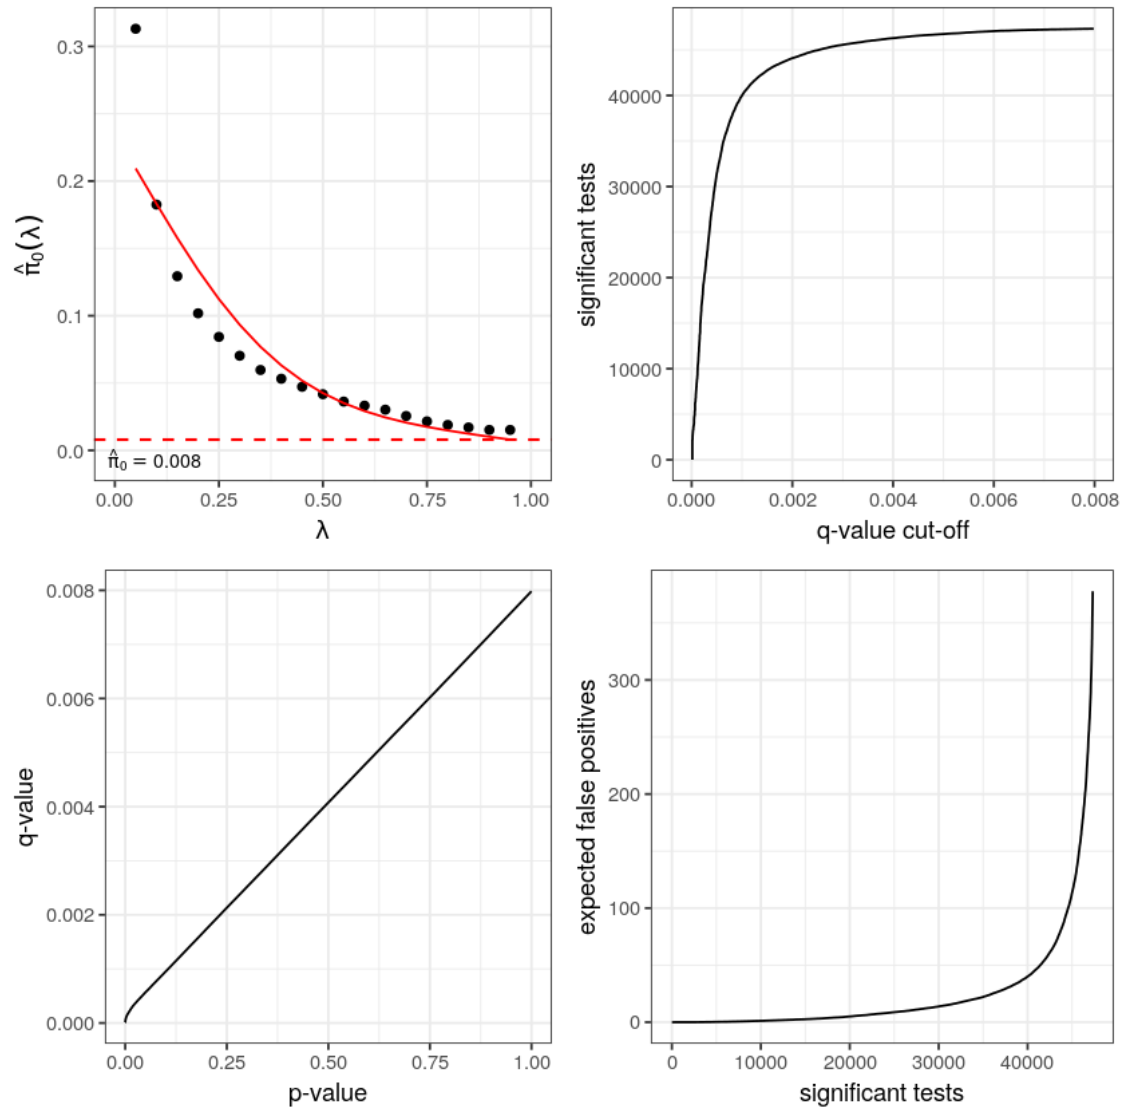 0.3
0.2
0.1
0.0
π̂₀(λ)
π̂₀ = 0.008
0.00 0.25 0.50 0.75 1.00
λ
40000
30000
20000
10000
0
significant tests
0.000 0.002 0.004 0.006 0.008
q-value cut-off
0.008
0.006
0.004
0.002
0.000
q-value
0.00 0.25 0.50 0.75 1.00
p-value
300
200
100
0
expected false positives
0 10000 20000 30000 40000
significant tests